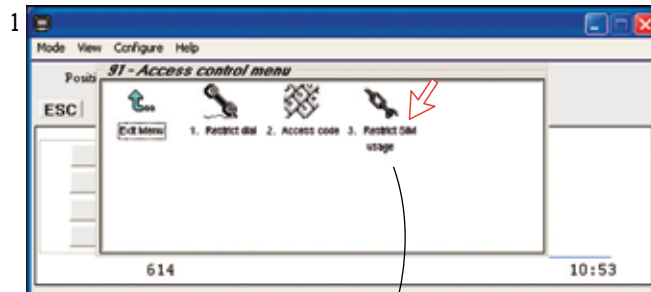 1
Mode View Configure Help
Positi
91 - Access control menu
ESC
Exit Menu 1. Restrict dial 2. Access code 3. Restrict SIM
usage
614 10:53